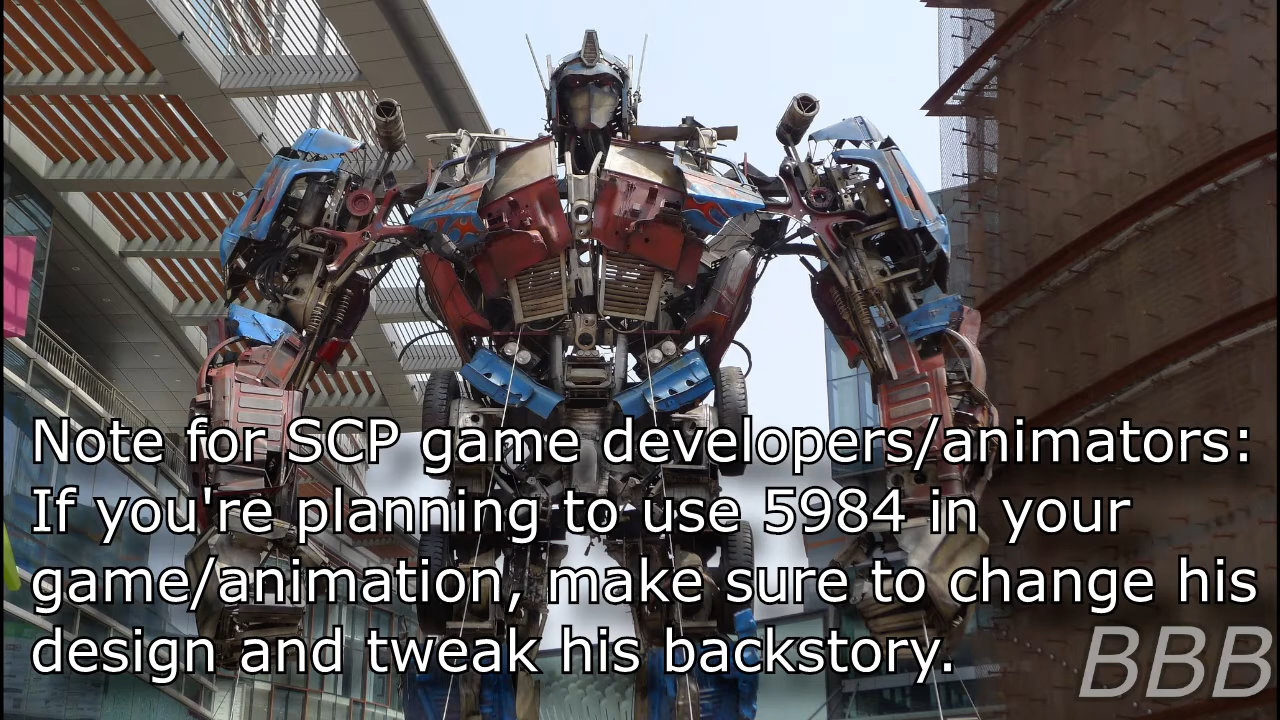 Note for SCP game developers/animators:
If you're planning to use 5984 in your
game/animation, make sure to change his
design and tweak his backstory.
BBB